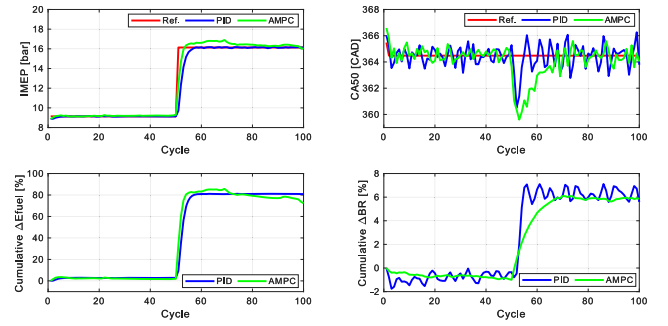 Ref. PID AMPC
IMEP [bar]
18
16
14
12
10
8
0 20 40 60 80 100
Cycle
Ref. PID AMPC
CA50 [CAD]
368
366
364
362
360
0 20 40 60 80 100
Cycle
Cumulative ΔEfuel [%]
100
80
60
40
20
0
PID AMPC
0 20 40 60 80 100
Cycle
Cumulative ΔBR [%]
8
6
4
2
0
−2
PID AMPC
0 20 40 60 80 100
Cycle